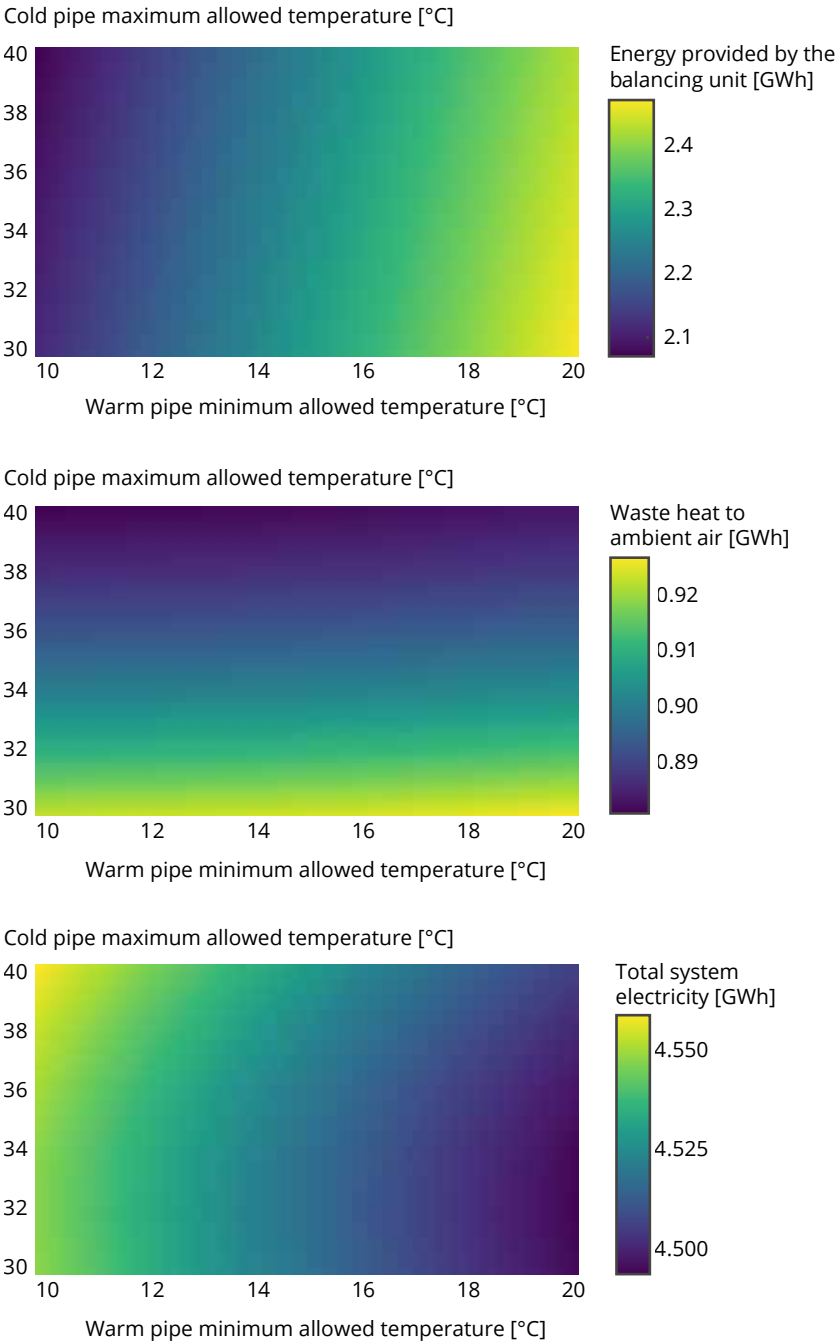 Cold pipe maximum allowed temperature [°C]
Energy provided by the
balancing unit [GWh]
40
38
36
34
32
30
10 12 14 16 18 20
Warm pipe minimum allowed temperature [°C]
2.4
2.3
2.2
2.1
Cold pipe maximum allowed temperature [°C]
Waste heat to
ambient air [GWh]
40
38
36
34
32
30
10 12 14 16 18 20
Warm pipe minimum allowed temperature [°C]
0.92
0.91
0.90
0.89
Cold pipe maximum allowed temperature [°C]
Total system
electricity [GWh]
40
38
36
34
32
30
10 12 14 16 18 20
Warm pipe minimum allowed temperature [°C]
4.550
4.525
4.500